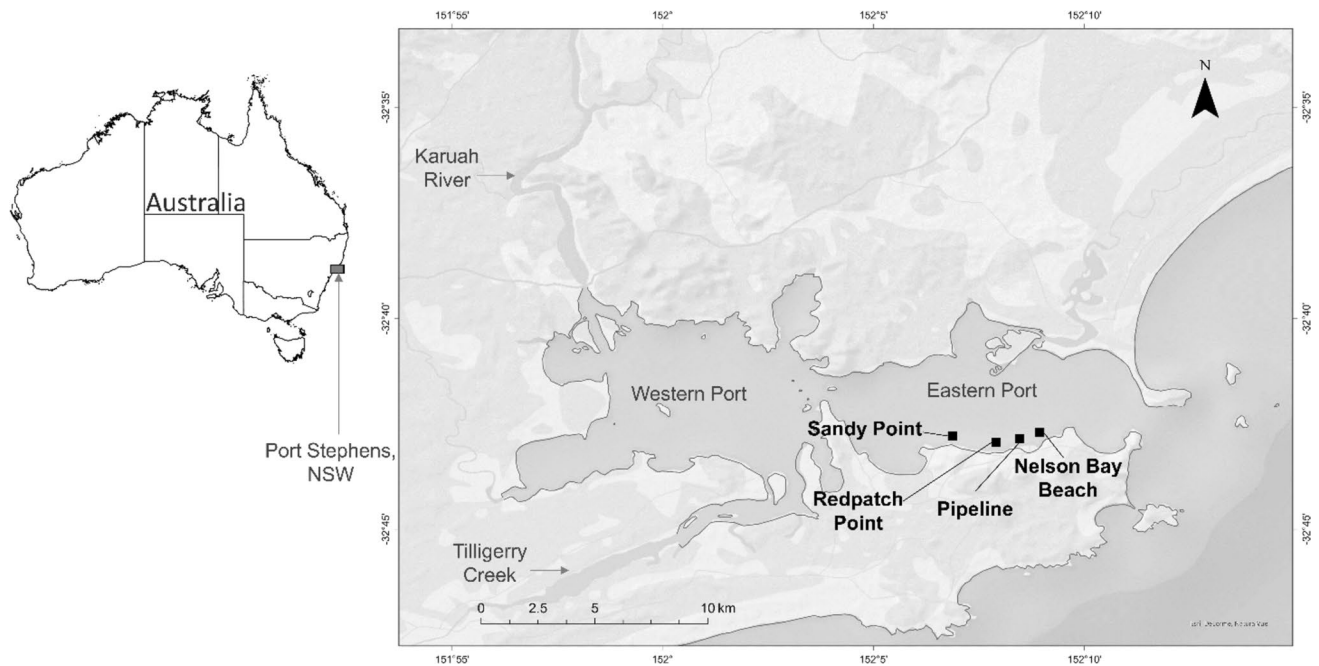 151°55'
152°
152°5'
152°10'
N
-32°35'
-32°35'
Karuah
River
Australia
-32°40'
-32°40'
Western Port
Eastern Port
Sandy Point
Port Stephens,
NSW
Nelson Bay
Beach
Redpatch
Point
Pipeline
-32°45'
-32°45'
Tilligerry
Creek
0 2.5 5 10 km
151°55'
152°
152°5'
152°10'